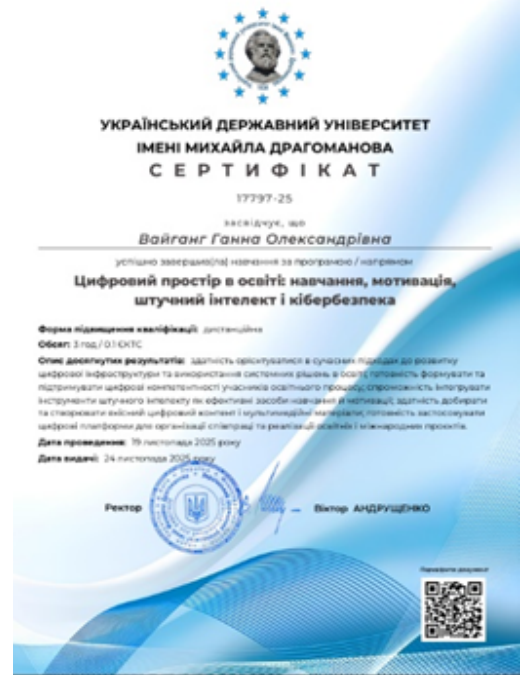 УКРАЇНСЬКИЙ ДЕРЖАВНИЙ УНІВЕРСИТЕТ
ІМЕНІ МИХАЙЛА ДРАГОМАНОВА
СЕРТИФІКАТ
17797-25
засвідчує, що
Вайганг Ганна Олександрівна
успішно завершив(ла) навчання за програмою / напрямом
Цифровий простір в освіті: навчання, мотивація,
штучний інтелект і кібербезпека
Форма підвищення кваліфікації: дистанційна
Обсяг: 3 год / 0.1 ЄКТС
Опис досягнутих результатів: здатність орієнтуватися в сучасних підходах до розвитку
цифрової інфраструктури та використання системних рішень в освіті, готовність формувати та
підтримувати цифрові компетентності учасників освітнього процесу; спроможність інтегрувати
інструменти штучного інтелекту як ефективні засоби навчання й мотивації; здатність добирати
та створювати якісний цифровий контент і мультимедійні матеріали, готовність застосовувати
цифрові платформи для організації співпраці та реалізації освітніх і міжнародних проєктів.
Дата проведення: 19 листопада 2025 року
Дата видачі: 24 листопада 2025 року
Ректор Віктор АНДРУЩЕНКО
Перевірити документ